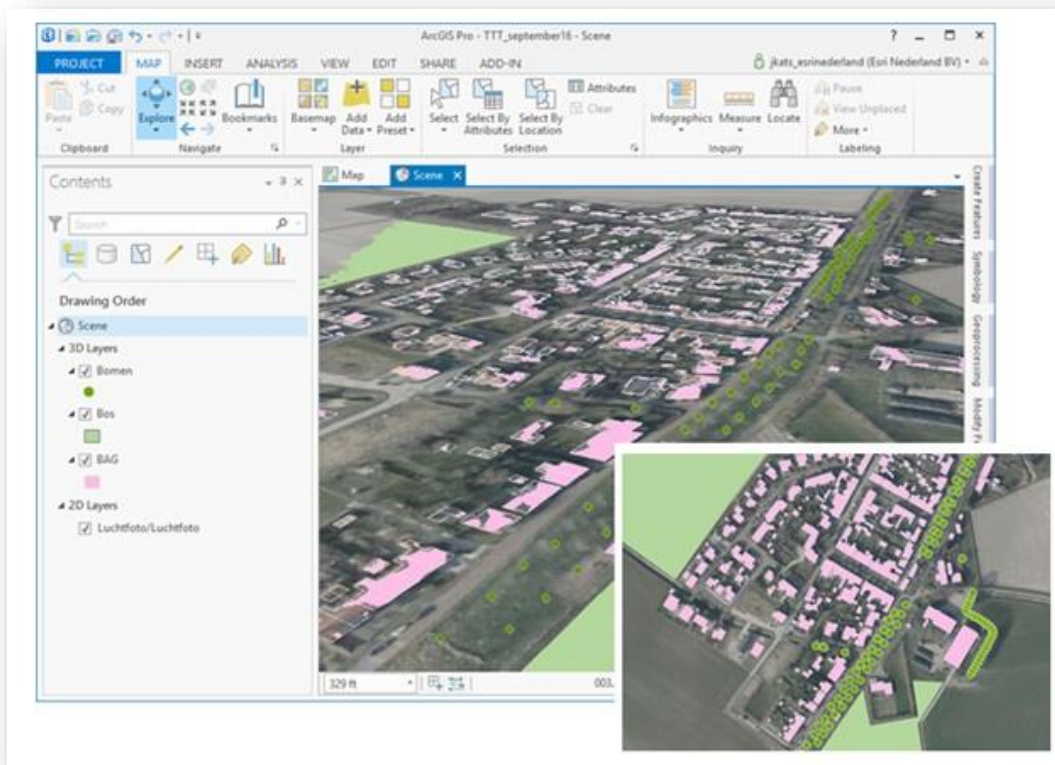 ArcGIS Pro - TTT_september16 - Scene
PROJECT MAP INSERT ANALYSIS VIEW EDIT SHARE ADD-IN
jkats_esrinederland (Esri Nederland BV)
Paste
Cut
Copy
Clipboard
Explore
Bookmarks
Navigate
Basemap
Add Data
Add Preset
Layer
Select
Select By Attributes
Select By Location
Attributes
Clear
Selection
Infographics
Measure
Locate
Inquiry
Pause
View Unplaced
More
Labeling
Contents
Search
Drawing Order
Scene
3D Layers
Bomen
Bos
BAG
2D Layers
Luchtfoto/Luchtfoto
Map
Scene
329 ft
003.
Create Features
Symbology
Geoprocessing
Modify